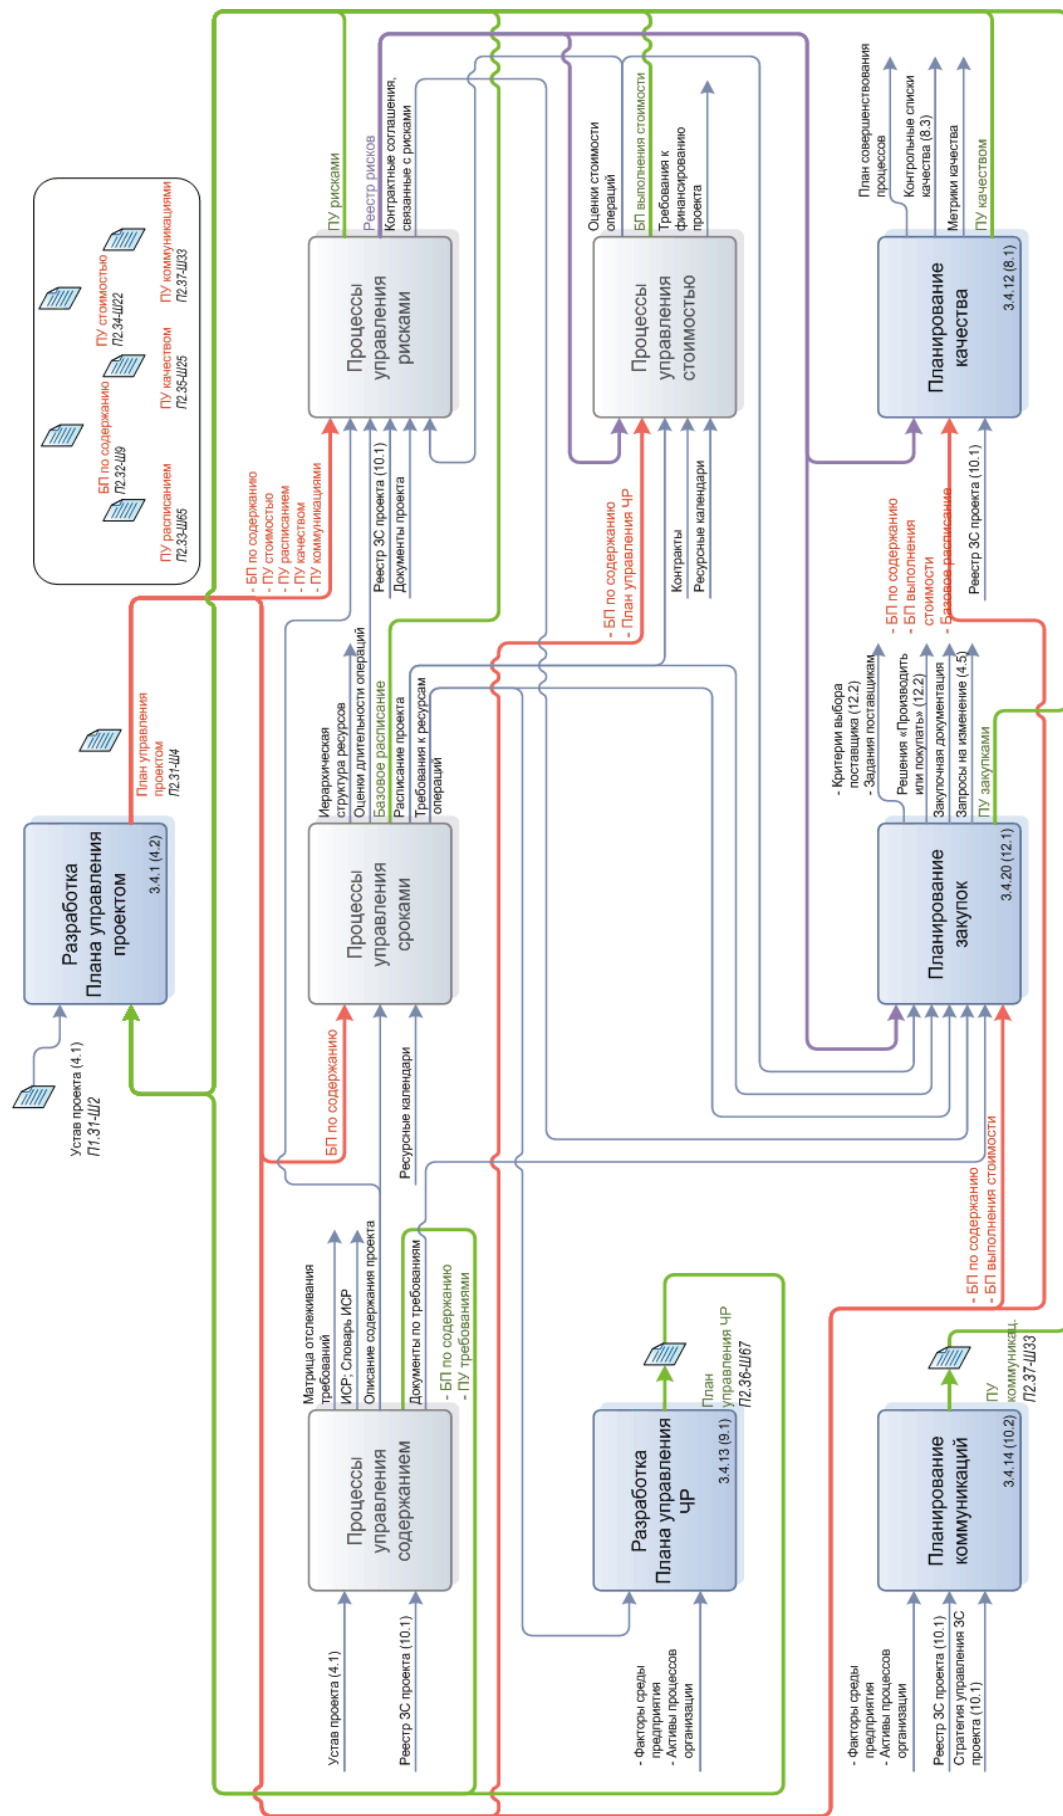 Устав проекта (4.1)
П1.31-Ш2
Разработка
Плана управления
проектом
3.4.1 (4.2)
План управления
проектом
П2.31-Ш4
БП по содержанию
П2.32-Ш9
ПУ стоимостью
П2.34-Ш22
ПУ расписанием
П2.33-Ш65
ПУ качеством
П2.35-Ш25
ПУ коммуникациями
П2.37-Ш33
Устав проекта (4.1)
Реестр ЗС проекта (10.1)
Процессы
управления
содержанием
Матрица отслеживания
требований
ИСР; Словарь ИСР
Описание содержания проекта
Документы по требованиям
- БП по содержанию
- ПУ требованиями
БП по содержанию
Ресурсные календари
Процессы
управления
сроками
Иерархическая
структура ресурсов
Оценки длительности операций
Базовое расписание
Расписание проекта
Требования к ресурсам
операций
- БП по содержанию
- ПУ стоимостью
- ПУ расписанием
- ПУ качеством
- ПУ коммуникациями
Реестр ЗС проекта (10.1)
Документы проекта
Процессы
управления
рисками
ПУ рисками
Реестр рисков
Контрактные соглашения,
связанные с рисками
- Факторы среды
предприятия
- Активы процессов
организации
Разработка
Плана управления
ЧР
3.4.13 (9.1)
План
управления ЧР
П2.36-Ш67
- БП по содержанию
- План управления ЧР
Контракты
Ресурсные календари
Процессы
управления
стоимостью
Оценки стоимости
операций
БП выполнения стоимости
Требования к
финансированию
проекта
- Факторы среды
предприятия
- Активы процессов
организации
Реестр ЗС проекта (10.1)
Стратегия управления ЗС
проекта (10.1)
Планирование
коммуникаций
3.4.14 (10.2)
ПУ
коммуникац.
П2.37-Ш33
- БП по содержанию
- БП выполнения стоимости
Планирование
закупок
3.4.20 (12.1)
- Критерии выбора
поставщика (12.2)
- Задания поставщикам
Решения «Производить
или покупать» (12.2)
Закупочная документация
Запросы на изменение (4.5)
ПУ закупками
- БП по содержанию
- БП выполнения
стоимости
- Базовое расписание
Реестр ЗС проекта (10.1)
Планирование
качества
3.4.12 (8.1)
План совершенствования
процессов
Контрольные списки
качества (8.3)
Метрики качества
ПУ качеством